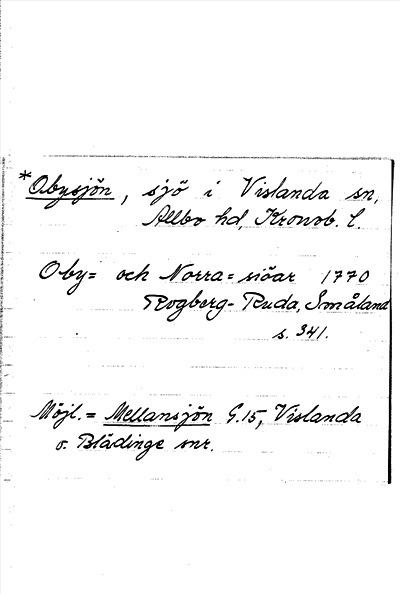 *Obysjön, sjö i Vislanda sn,
Allbo hd, Kronob. l.
Oby= och Norra= siöar 1770
Rogberg-Ruda, Småland
s. 341.
Möjl. = Mellansjön G.15, Vislanda
o. Blädinge snr.